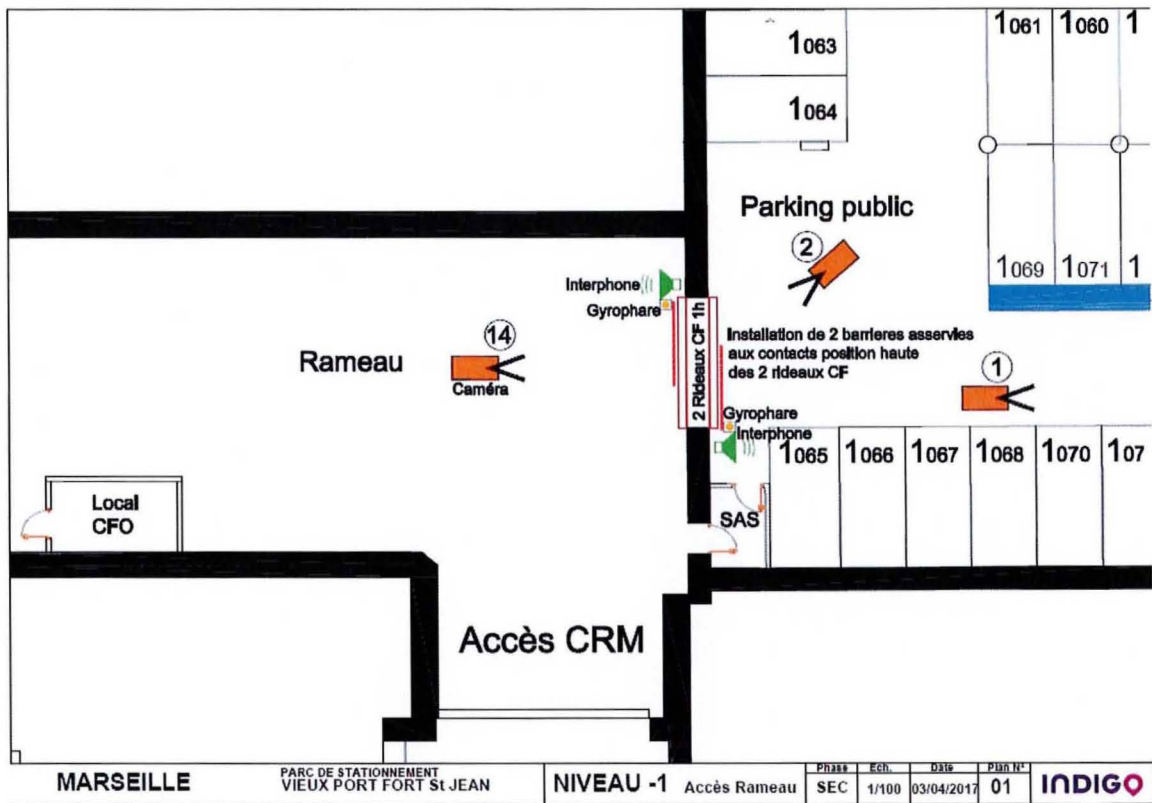 1061 1060 1
1063
1064
Parking public
2
1069 1071 1
Interphone
Gyrophare
2 Rideaux CF 1h
Installation de 2 barrieres asservies
aux contacts position haute
des 2 rideaux CF
14
Rameau
Caméra
1
Gyrophare
Interphone
1065 1066 1067 1068 1070 107
Local
CFO
SAS
Accès CRM
MARSEILLE
PARC DE STATIONNEMENT
VIEUX PORT FORT St JEAN
NIVEAU -1 Accès Rameau
Phase Ech. Date Plan N°
SEC 1/100 03/04/2017 01
INDIGO